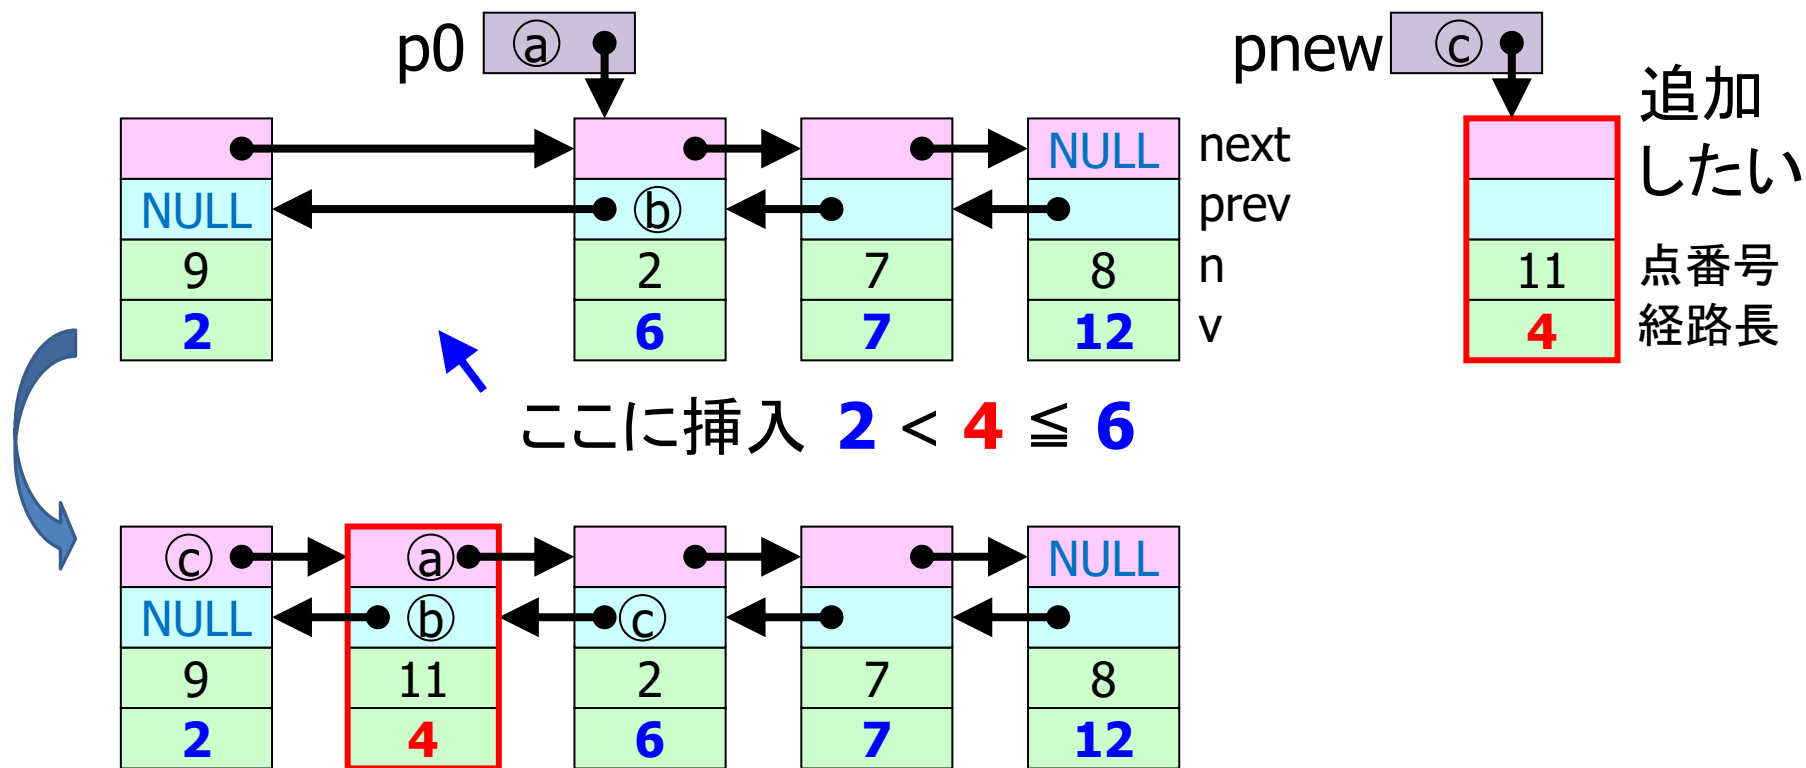 p0 ⓐ pnew ⓒ
追加
したい
NULL next
NULL ⓑ prev
9 2 7 8 n 11 点番号
2 6 7 12 v 4 経路長
ここに挿入 2 < 4 ≦ 6
ⓒ ⓐ NULL
NULL ⓑ ⓒ
9 11 2 7 8
2 4 6 7 12